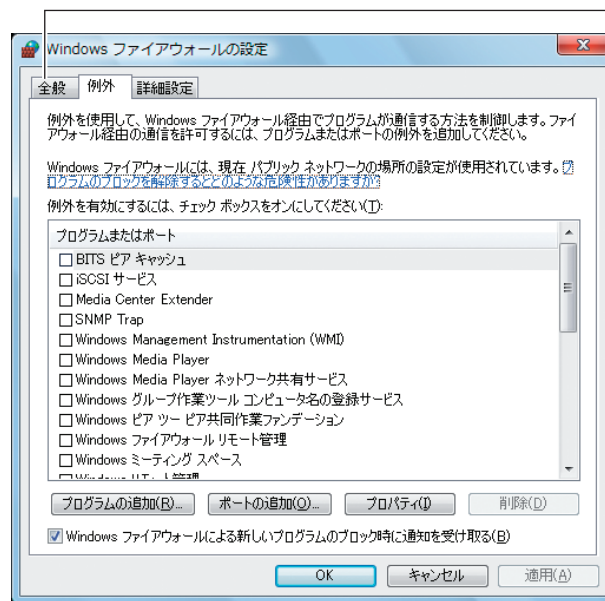 Windows ファイアウォールの設定
全般 例外 詳細設定
例外を使用して、Windows ファイアウォール経由でプログラムが通信する方法を制御します。ファイ
アウォール経由の通信を許可するには、プログラムまたはポートの例外を追加してください。
Windows ファイアウォールには、現在 パブリック ネットワークの場所の設定が使用されています。プ
ログラムのブロックを解除するとどのような危険性がありますか?
例外を有効にするには、チェック ボックスをオンにしてください(T):
プログラムまたはポート
BITS ピア キャッシュ
iSCSI サービス
Media Center Extender
SNMP Trap
Windows Management Instrumentation (WMI)
Windows Media Player
Windows Media Player ネットワーク共有サービス
Windows グループ作業ツール コンピュータ名の登録サービス
Windows ピア ツー ピア共同作業ファンデーション
Windows ファイアウォール リモート管理
Windows ミーティング スペース
Windows リモート管理
プログラムの追加(R)... ポートの追加(O)... プロパティ(I) 削除(D)
Windows ファイアウォールによる新しいプログラムのブロック時に通知を受け取る(B)
OK キャンセル 適用(A)